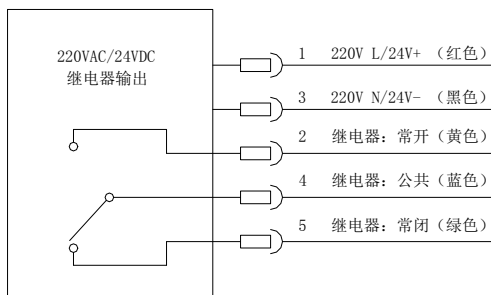 220VAC/24VDC
继电器输出
1 220V L/24V+ （红色）
3 220V N/24V- （黑色）
2 继电器：常开（黄色）
4 继电器：公共（蓝色）
5 继电器：常闭（绿色）